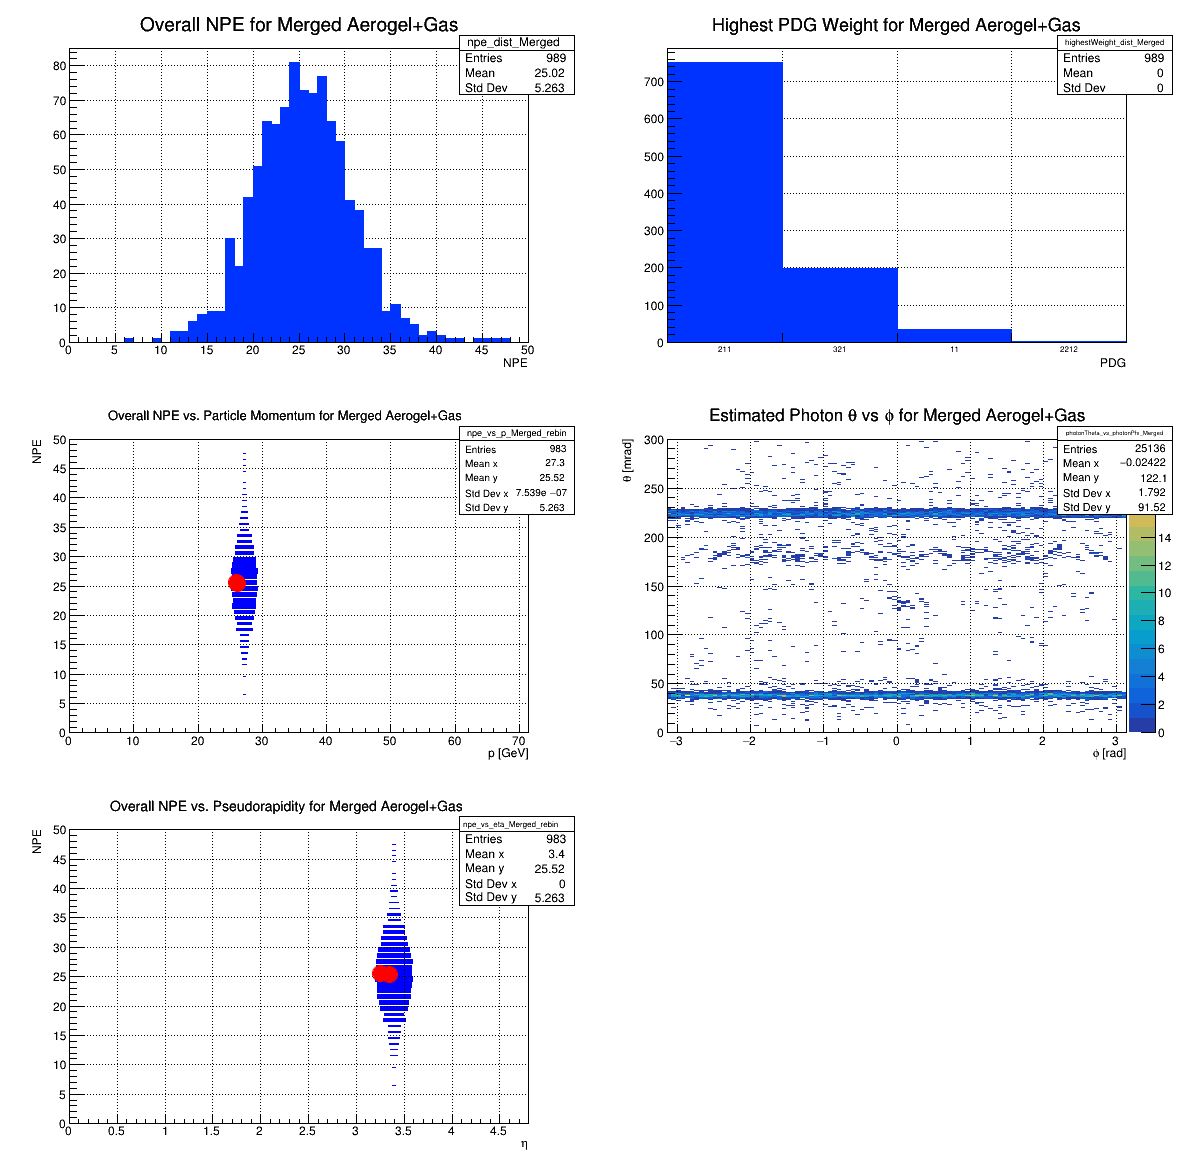 Overall NPE for Merged Aerogel+Gas
npe_dist_Merged
Entries 989
Mean 25.02
Std Dev 5.263
80
70
60
50
40
30
20
10
0
0 5 10 15 20 25 30 35 40 45 50
NPE
Highest PDG Weight for Merged Aerogel+Gas
highestWeight_dist_Merged
Entries 989
Mean 0
Std Dev 0
700
600
500
400
300
200
100
0
211 321 11 2212
PDG
Overall NPE vs. Particle Momentum for Merged Aerogel+Gas
npe_vs_p_Merged_rebin
Entries 983
Mean x 27.3
Mean y 25.52
Std Dev x 7.539e −07
Std Dev y 5.263
NPE
50
45
40
35
30
25
20
15
10
5
0
0 10 20 30 40 50 60 70
p [GeV]
Estimated Photon θ vs ϕ for Merged Aerogel+Gas
photonTheta_vs_photonPhi_Merged
Entries 25136
Mean x −0.02422
Mean y 122.1
Std Dev x 1.792
Std Dev y 91.52
θ [mrad]
300
250
200
150
100
50
0
−3 −2 −1 0 1 2 3
ϕ [rad]
14
12
10
8
6
4
2
0
Overall NPE vs. Pseudorapidity for Merged Aerogel+Gas
npe_vs_eta_Merged_rebin
Entries 983
Mean x 3.4
Mean y 25.52
Std Dev x 0
Std Dev y 5.263
NPE
50
45
40
35
30
25
20
15
10
5
0
0 0.5 1 1.5 2 2.5 3 3.5 4 4.5
η